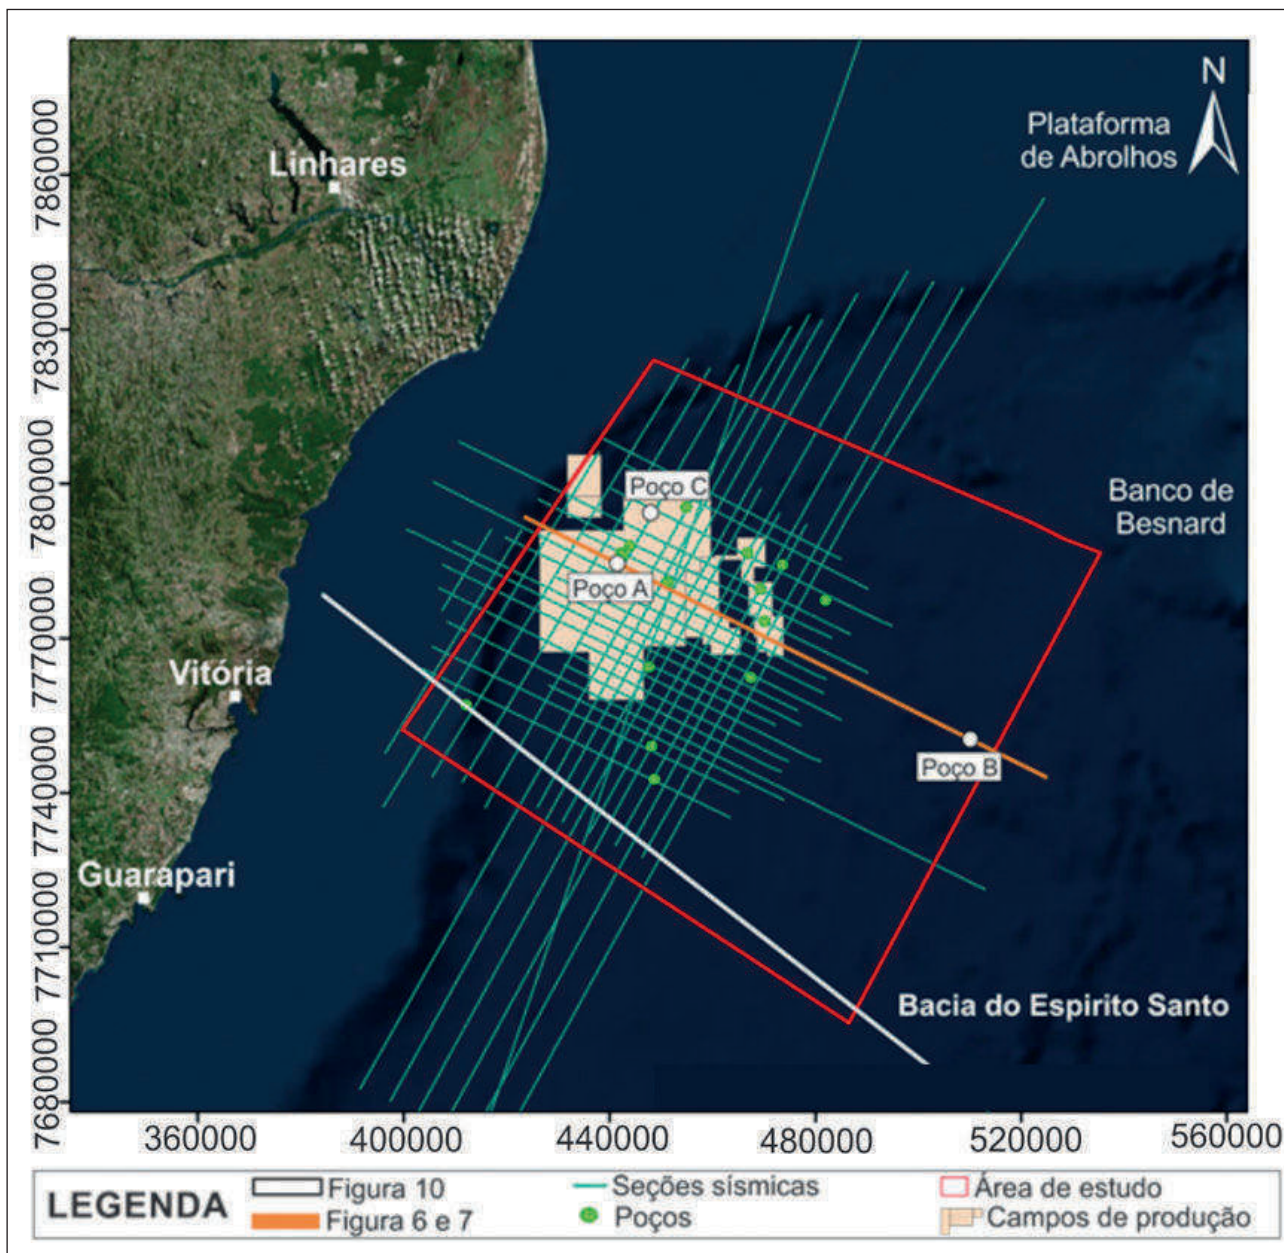 N
Plataforma
de Abrolhos
Linhares
Banco de
Besnard
Poço C
Poço A
Vitória
Poço B
Guarapari
Bacia do Espirito Santo
7860000
7830000
7800000
7770000
7740000
7710000
7680000
360000
400000
440000
480000
520000
560000
LEGENDA
Figura 10
Figura 6 e 7
Seções sísmicas
Poços
Área de estudo
Campos de produção